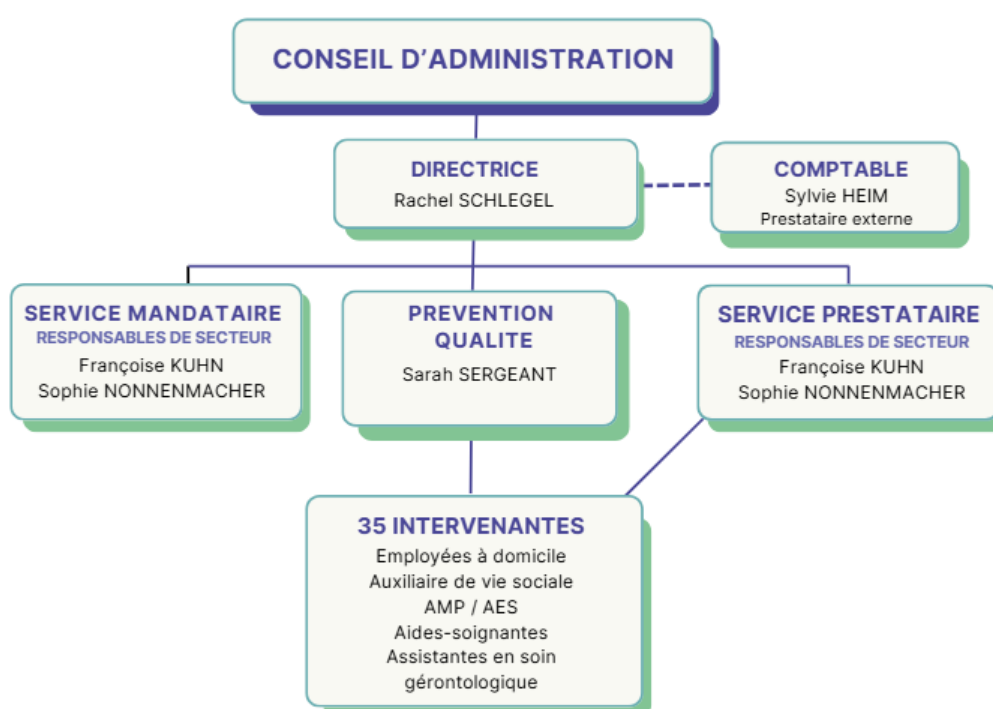 CONSEIL D’ADMINISTRATION
DIRECTRICE
Rachel SCHLEGEL
COMPTABLE
Sylvie HEIM
Prestataire externe
SERVICE MANDATAIRE
RESPONSABLES DE SECTEUR
Françoise KUHN
Sophie NONNENMACHER
PREVENTION
QUALITE
Sarah SERGEANT
SERVICE PRESTATAIRE
RESPONSABLES DE SECTEUR
Françoise KUHN
Sophie NONNENMACHER
35 INTERVENANTES
Employées à domicile
Auxiliaire de vie sociale
AMP / AES
Aides-soignantes
Assistantes en soin
gérontologique